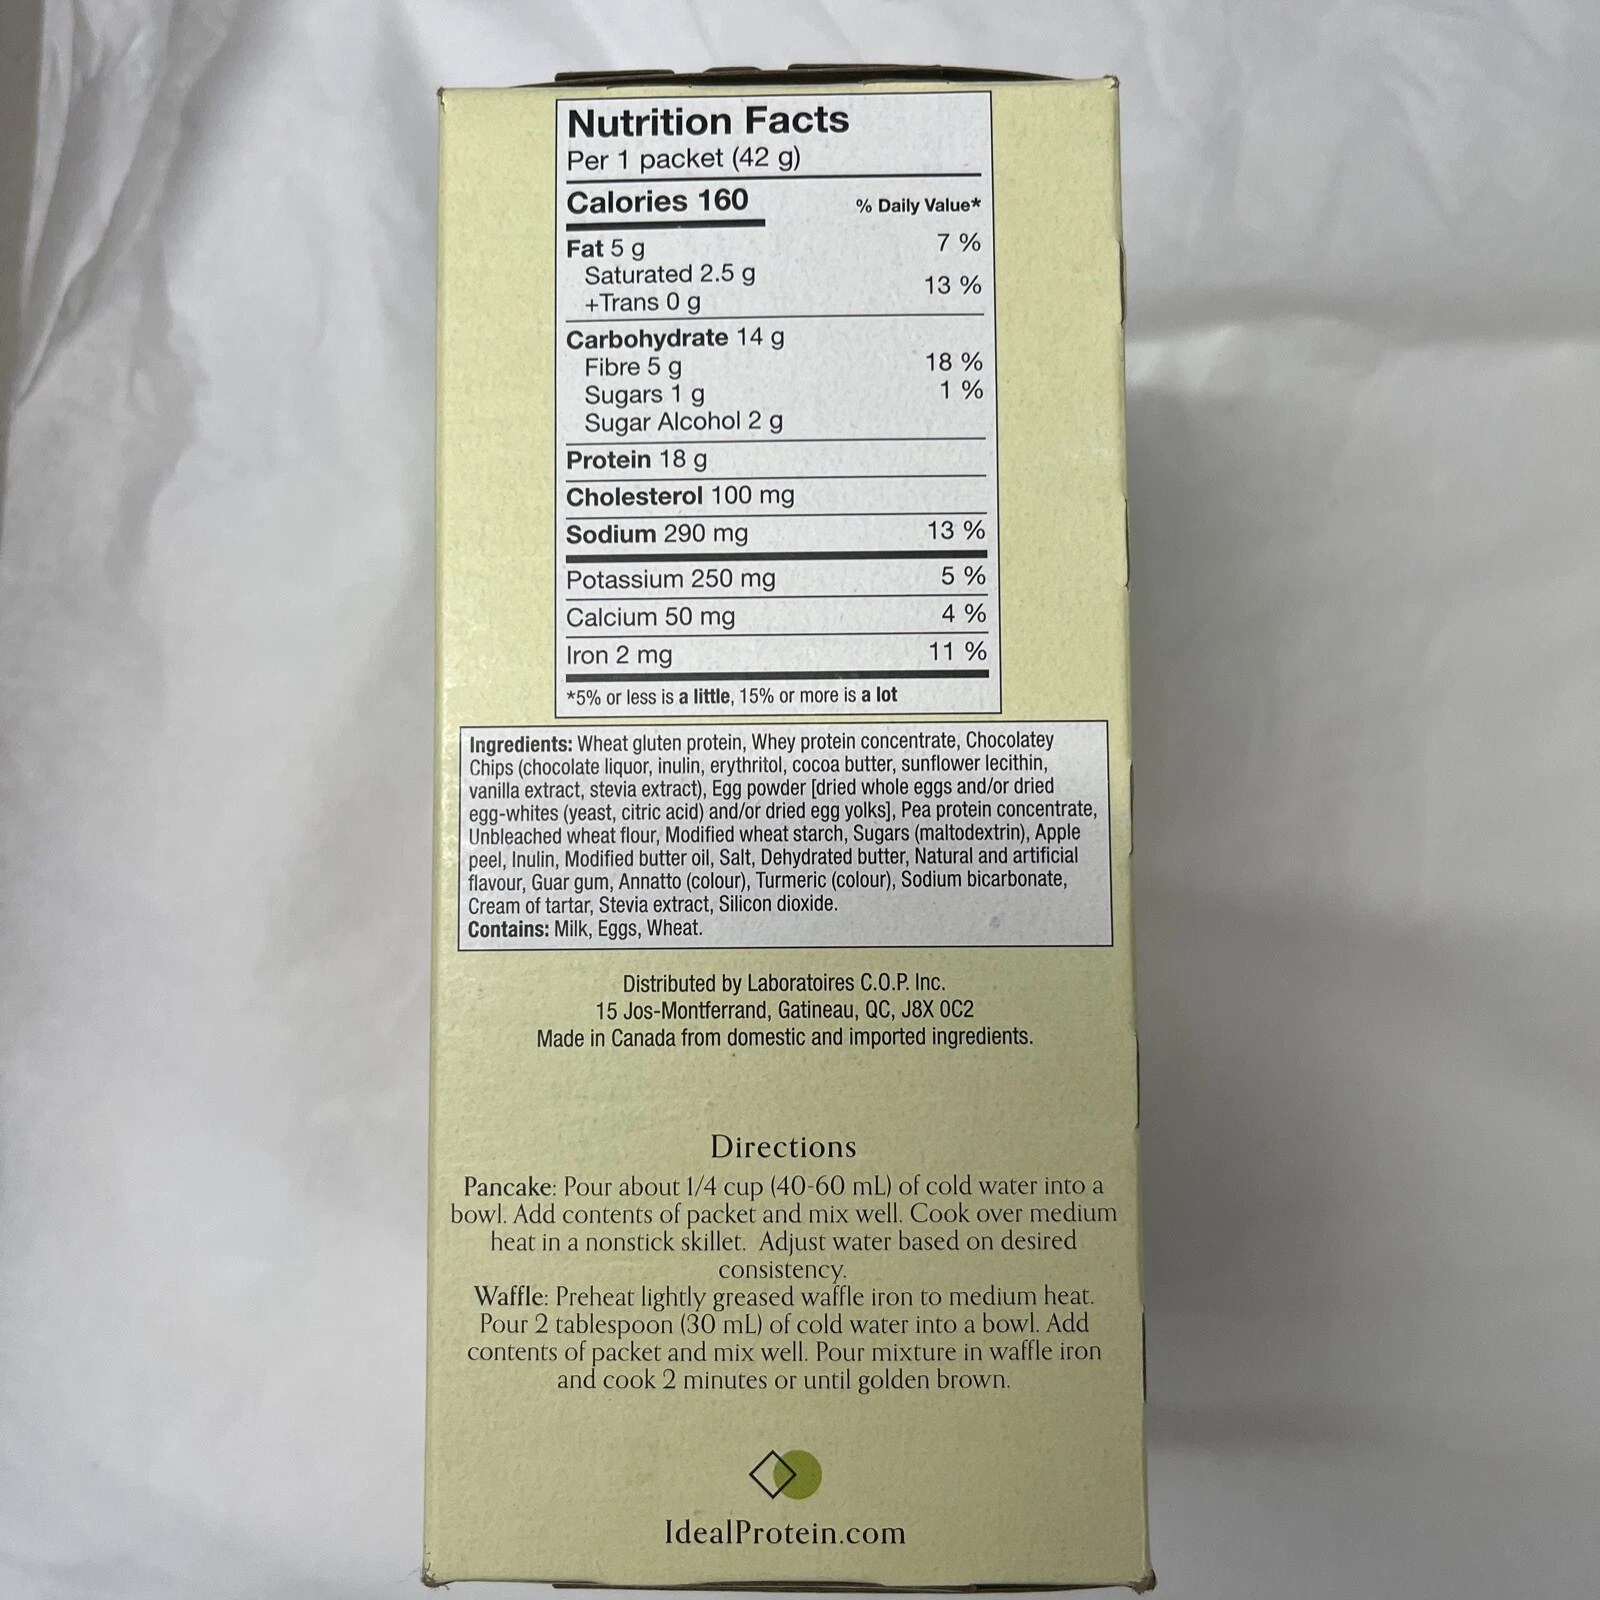 Nutrition Facts
Per 1 packet (42 g)
Calories 160
% Daily Value*
Fat 5 g 7 %
Saturated 2.5 g
+Trans 0 g 13 %
Carbohydrate 14 g
Fibre 5 g 18 %
Sugars 1 g 1 %
Sugar Alcohol 2 g
Protein 18 g
Cholesterol 100 mg
Sodium 290 mg 13 %
Potassium 250 mg 5 %
Calcium 50 mg 4 %
Iron 2 mg 11 %
*5% or less is a little, 15% or more is a lot
Ingredients: Wheat gluten protein, Whey protein concentrate, Chocolatey
Chips (chocolate liquor, inulin, erythritol, cocoa butter, sunflower lecithin,
vanilla extract, stevia extract), Egg powder [dried whole eggs and/or dried
egg-whites (yeast, citric acid) and/or dried egg yolks], Pea protein concentrate,
Unbleached wheat flour, Modified wheat starch, Sugars (maltodextrin), Apple
peel, Inulin, Modified butter oil, Salt, Dehydrated butter, Natural and artificial
flavour, Guar gum, Annatto (colour), Turmeric (colour), Sodium bicarbonate,
Cream of tartar, Stevia extract, Silicon dioxide.
Contains: Milk, Eggs, Wheat.
Distributed by Laboratoires C.O.P. Inc.
15 Jos-Montferrand, Gatineau, QC, J8X 0C2
Made in Canada from domestic and imported ingredients.
Directions
Pancake: Pour about 1/4 cup (40-60 mL) of cold water into a
bowl. Add contents of packet and mix well. Cook over medium
heat in a nonstick skillet. Adjust water based on desired
consistency.
Waffle: Preheat lightly greased waffle iron to medium heat.
Pour 2 tablespoon (30 mL) of cold water into a bowl. Add
contents of packet and mix well. Pour mixture in waffle iron
and cook 2 minutes or until golden brown.
IdealProtein.com